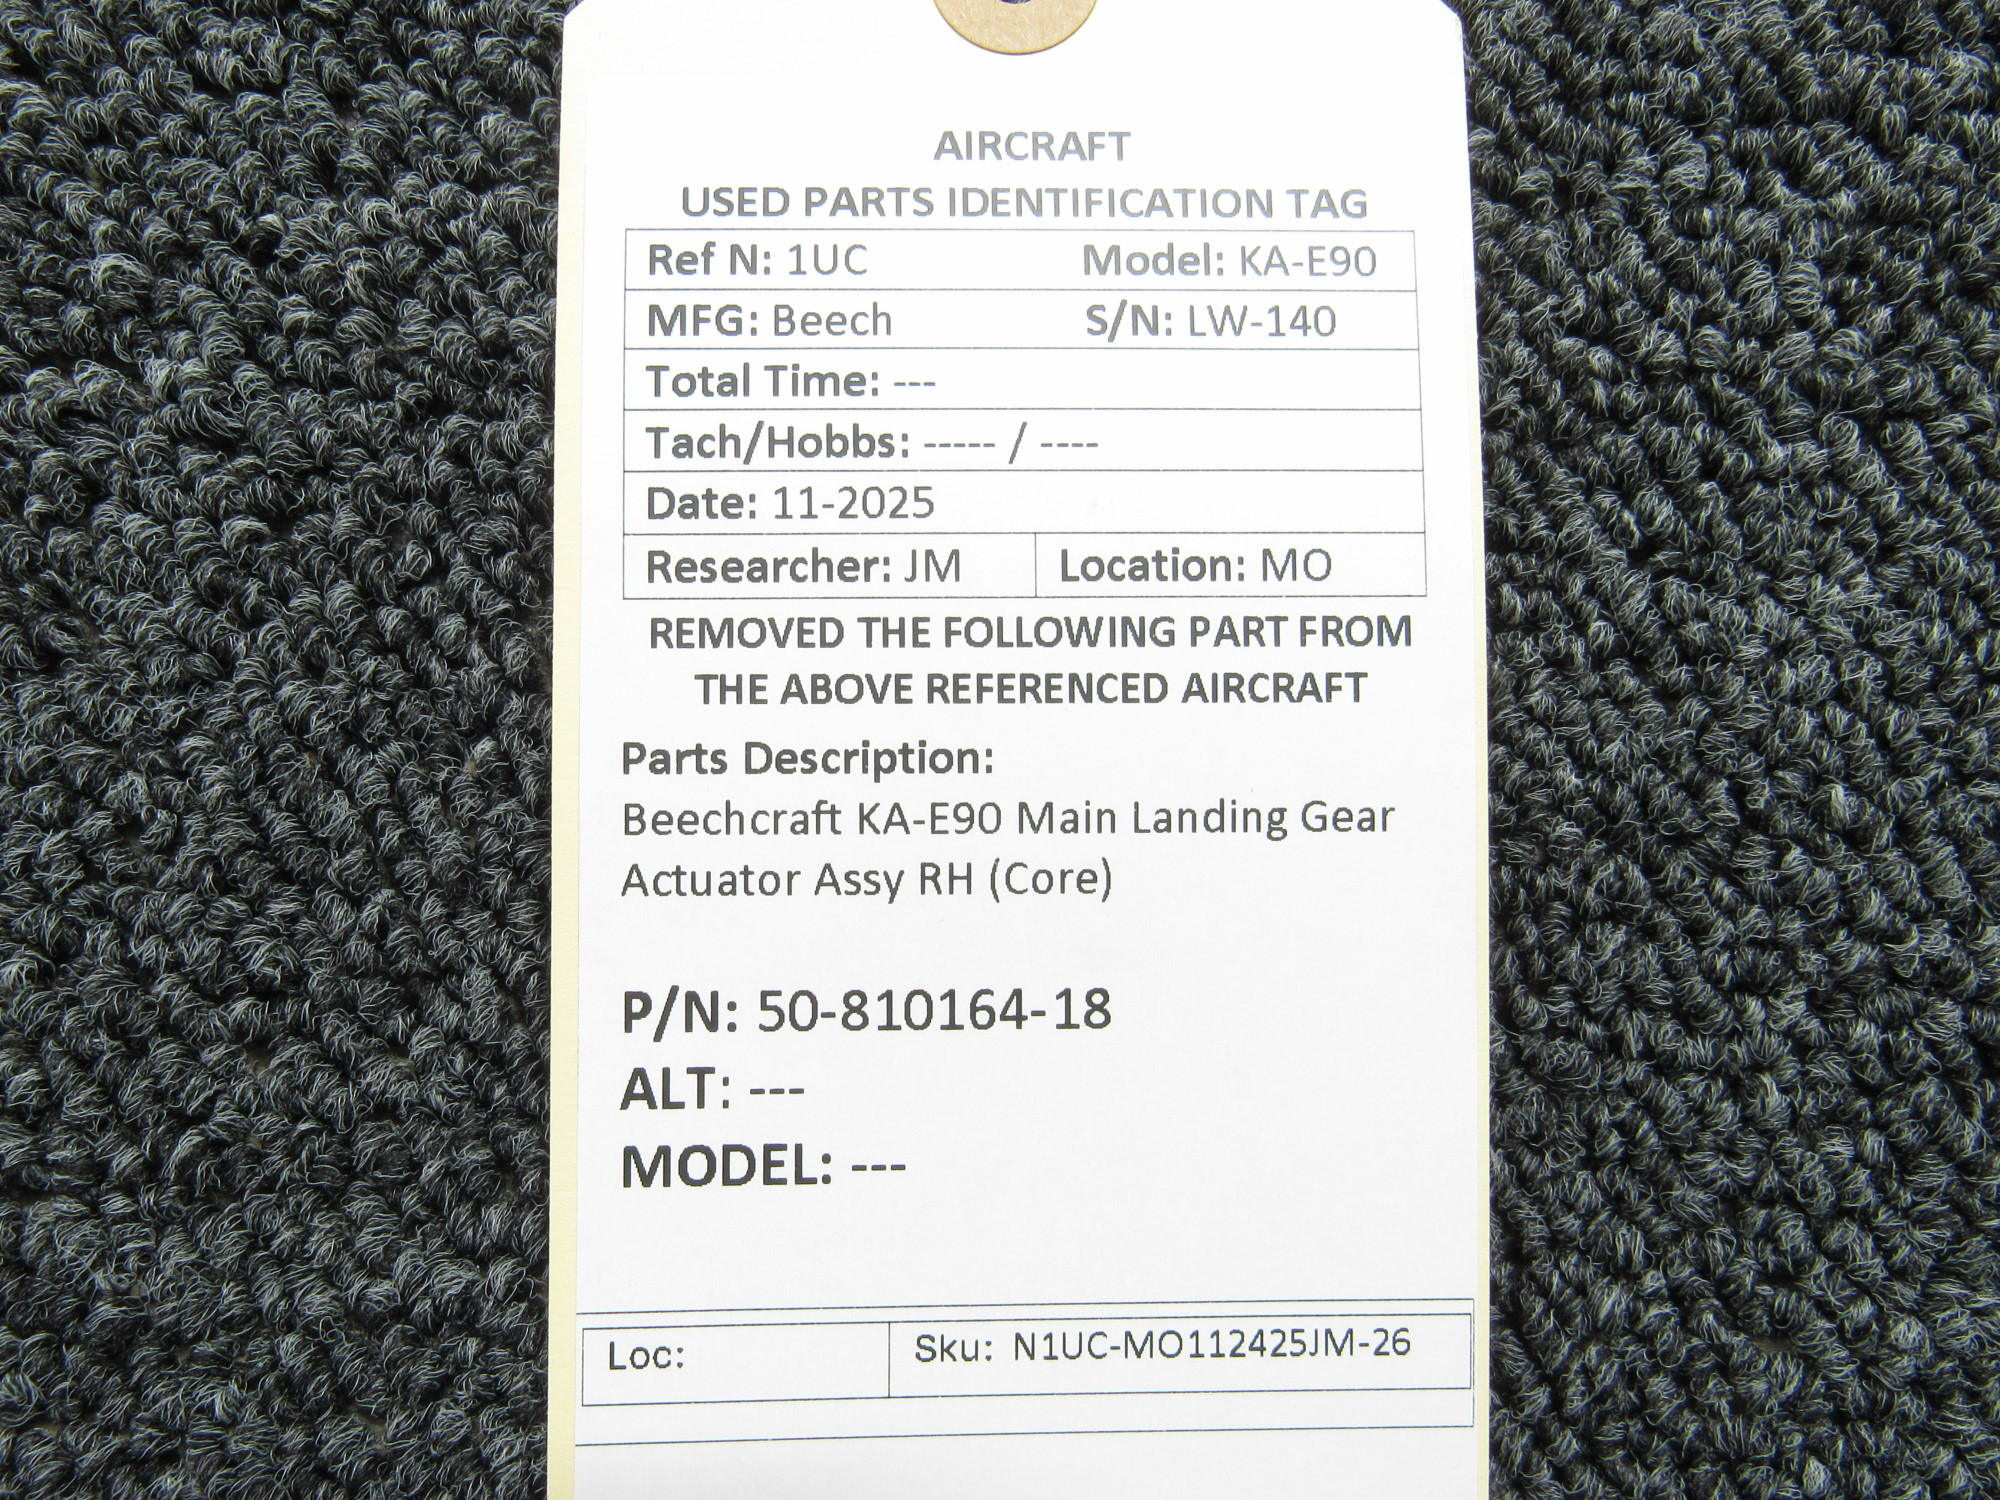 AIRCRAFT
USED PARTS IDENTIFICATION TAG
Ref N: 1UC Model: KA-E90
MFG: Beech S/N: LW-140
Total Time: ---
Tach/Hobbs: ----- / ----
Date: 11-2025
Researcher: JM Location: MO
REMOVED THE FOLLOWING PART FROM
THE ABOVE REFERENCED AIRCRAFT
Parts Description:
Beechcraft KA-E90 Main Landing Gear
Actuator Assy RH (Core)
P/N: 50-810164-18
ALT: ---
MODEL: ---
Loc: Sku: N1UC-MO112425JM-26